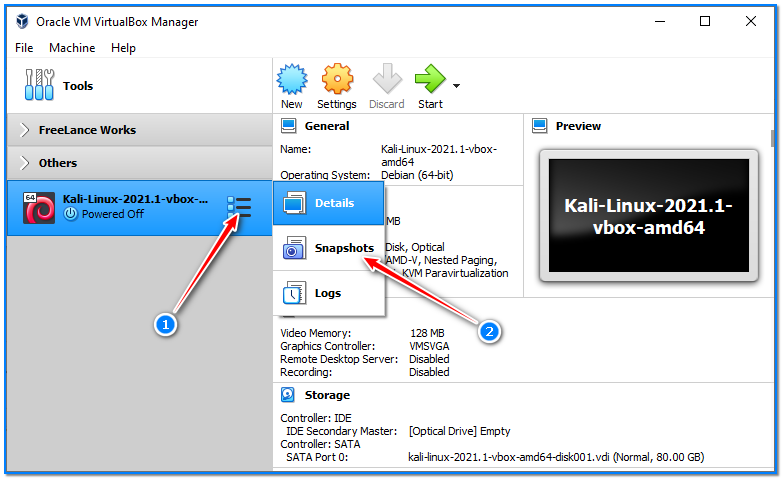 Oracle VM VirtualBox Manager
File Machine Help
Tools
New Settings Discard Start
FreeLance Works
Others
64
Kali-Linux-2021.1-vbox-...
Powered Off
1
Details
Snapshots
Logs
2
General
Name: Kali-Linux-2021.1-vbox-
amd64
Operating System: Debian (64-bit)
MB
Disk, Optical
AMD-V, Nested Paging,
KVM Paravirtualization
Video Memory: 128 MB
Graphics Controller: VMSVGA
Remote Desktop Server: Disabled
Recording: Disabled
Storage
Controller: IDE
IDE Secondary Master: [Optical Drive] Empty
Controller: SATA
SATA Port 0: kali-linux-2021.1-vbox-amd64-disk001.vdi (Normal, 80.00 GB)
Preview
Kali-Linux-2021.1-
vbox-amd64